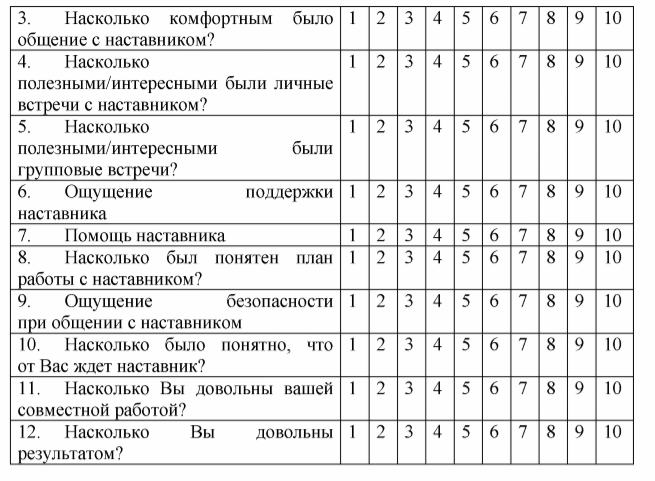 3. Насколько комфортным было 1 2 3 4 5 6 7 8 9 10
общение с наставником?
4. Насколько 1 2 3 4 5 6 7 8 9 10
полезными/интересными были личные
встречи с наставником?
5. Насколько 1 2 3 4 5 6 7 8 9 10
полезными/интересными были
групповые встречи?
6. Ощущение поддержки 1 2 3 4 5 6 7 8 9 10
наставника
7. Помощь наставника 1 2 3 4 5 6 7 8 9 10
8. Насколько был понятен план 1 2 3 4 5 6 7 8 9 10
работы с наставником?
9. Ощущение безопасности 1 2 3 4 5 6 7 8 9 10
при общении с наставником
10. Насколько было понятно, что 1 2 3 4 5 6 7 8 9 10
от Вас ждет наставник?
11. Насколько Вы довольны вашей 1 2 3 4 5 6 7 8 9 10
совместной работой?
12. Насколько Вы довольны 1 2 3 4 5 6 7 8 9 10
результатом?